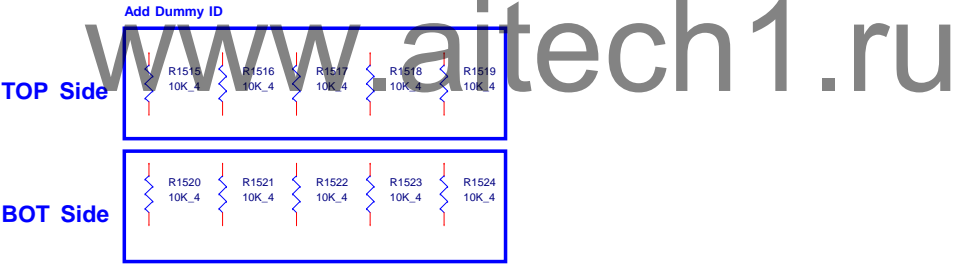 Add Dummy ID
www.aitech1.ru
TOP Side
R1515 R1516 R1517 R1518 R1519
10K_4 10K_4 10K_4 10K_4 10K_4
BOT Side
R1520 R1521 R1522 R1523 R1524
10K_4 10K_4 10K_4 10K_4 10K_4